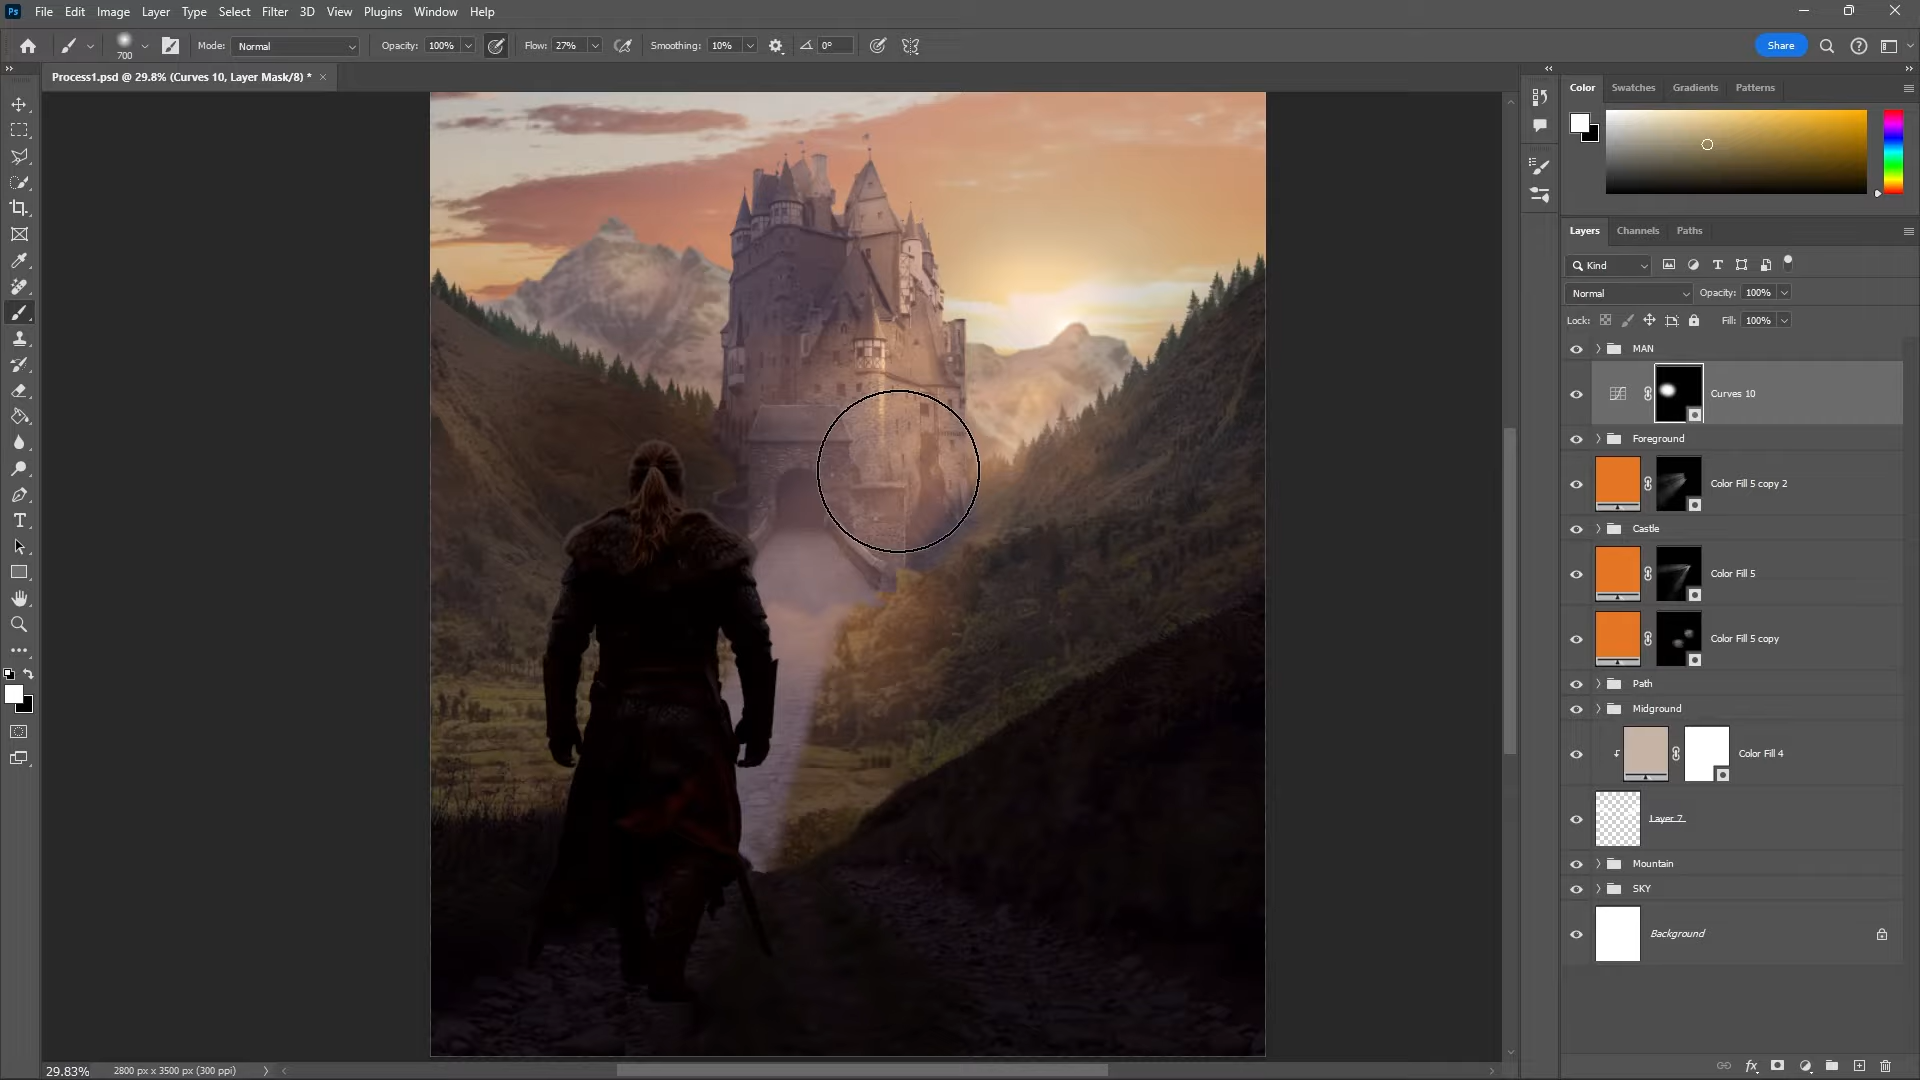 Ps File Edit Image Layer Type Select Filter 3D View Plugins Window Help
700 Mode: Normal Opacity: 100% Flow: 27% Smoothing: 10% 0° Share
Process1.psd @ 29.8% (Curves 10, Layer Mask/8) * ×
Color Swatches Gradients Patterns
Layers Channels Paths
Kind
Normal Opacity: 100%
Lock: Fill: 100%
MAN
Curves 10
Foreground
Color Fill 5 copy 2
Castle
Color Fill 5
Color Fill 5 copy
Path
Midground
Color Fill 4
Layer 7
Mountain
SKY
Background
29.83% 2800 px x 3500 px (300 ppi)